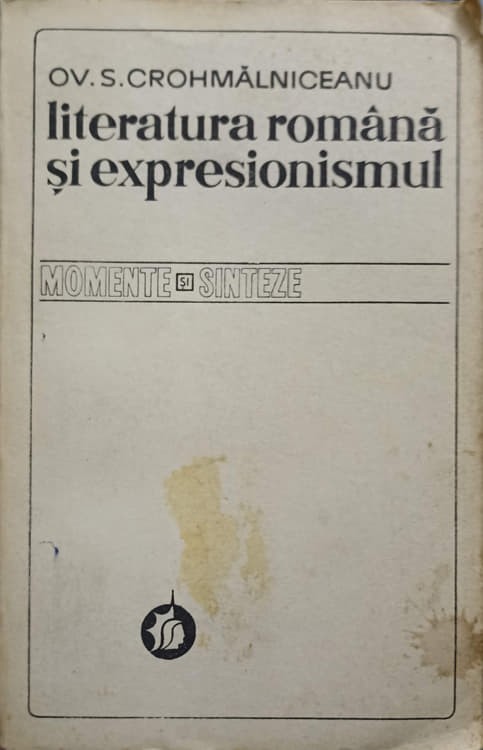 OV. S. CROHMĂLNICEANU
literatura română
și expresionismul
MOMENTE ȘI SINTEZE